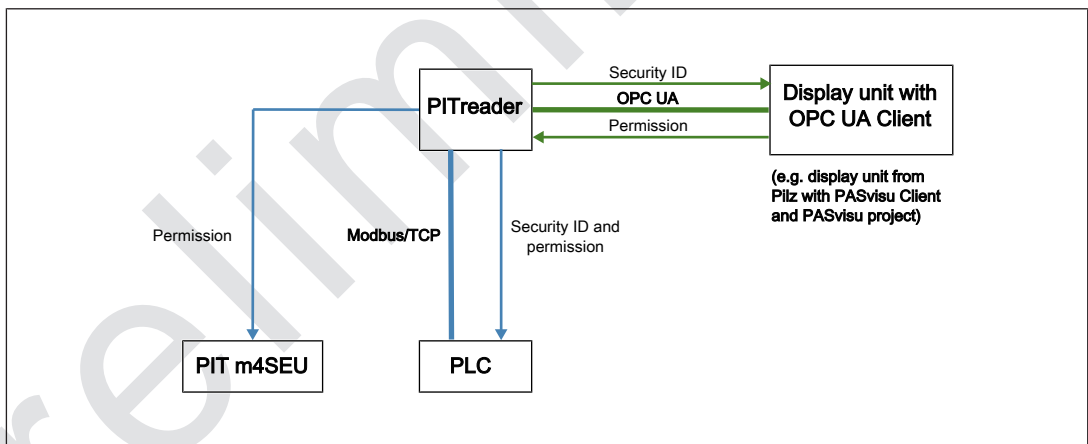 Security ID
PITreader
OPC UA
Display unit with
OPC UA Client
Permission
(e.g. display unit from
Pilz with PASvisu Client
and PASvisu project)
Permission
Modbus/TCP
Security ID and
permission
PIT m4SEU
PLC
relim